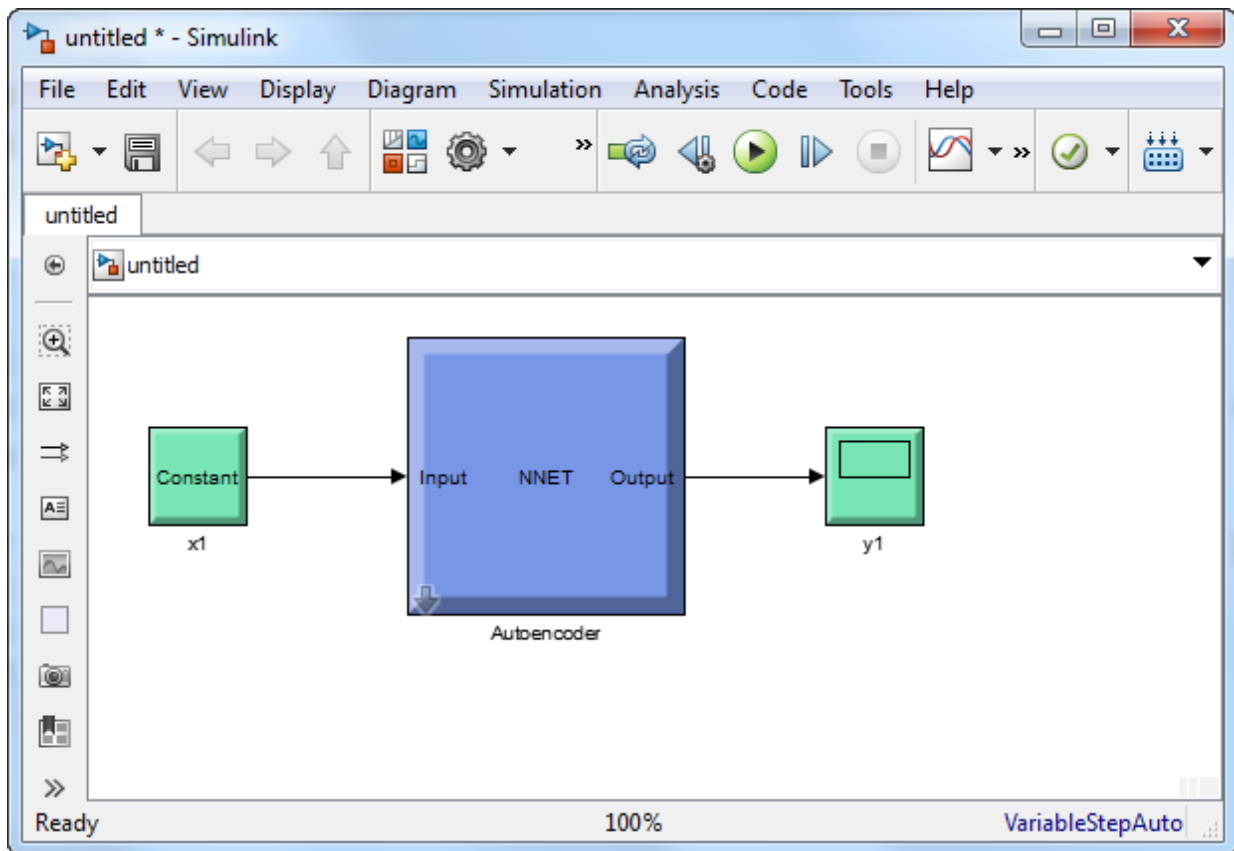 untitled * - Simulink
File Edit View Display Diagram Simulation Analysis Code Tools Help
untitled
untitled
Constant
Input NNET Output
x1
y1
Autoencoder
Ready 100% VariableStepAuto